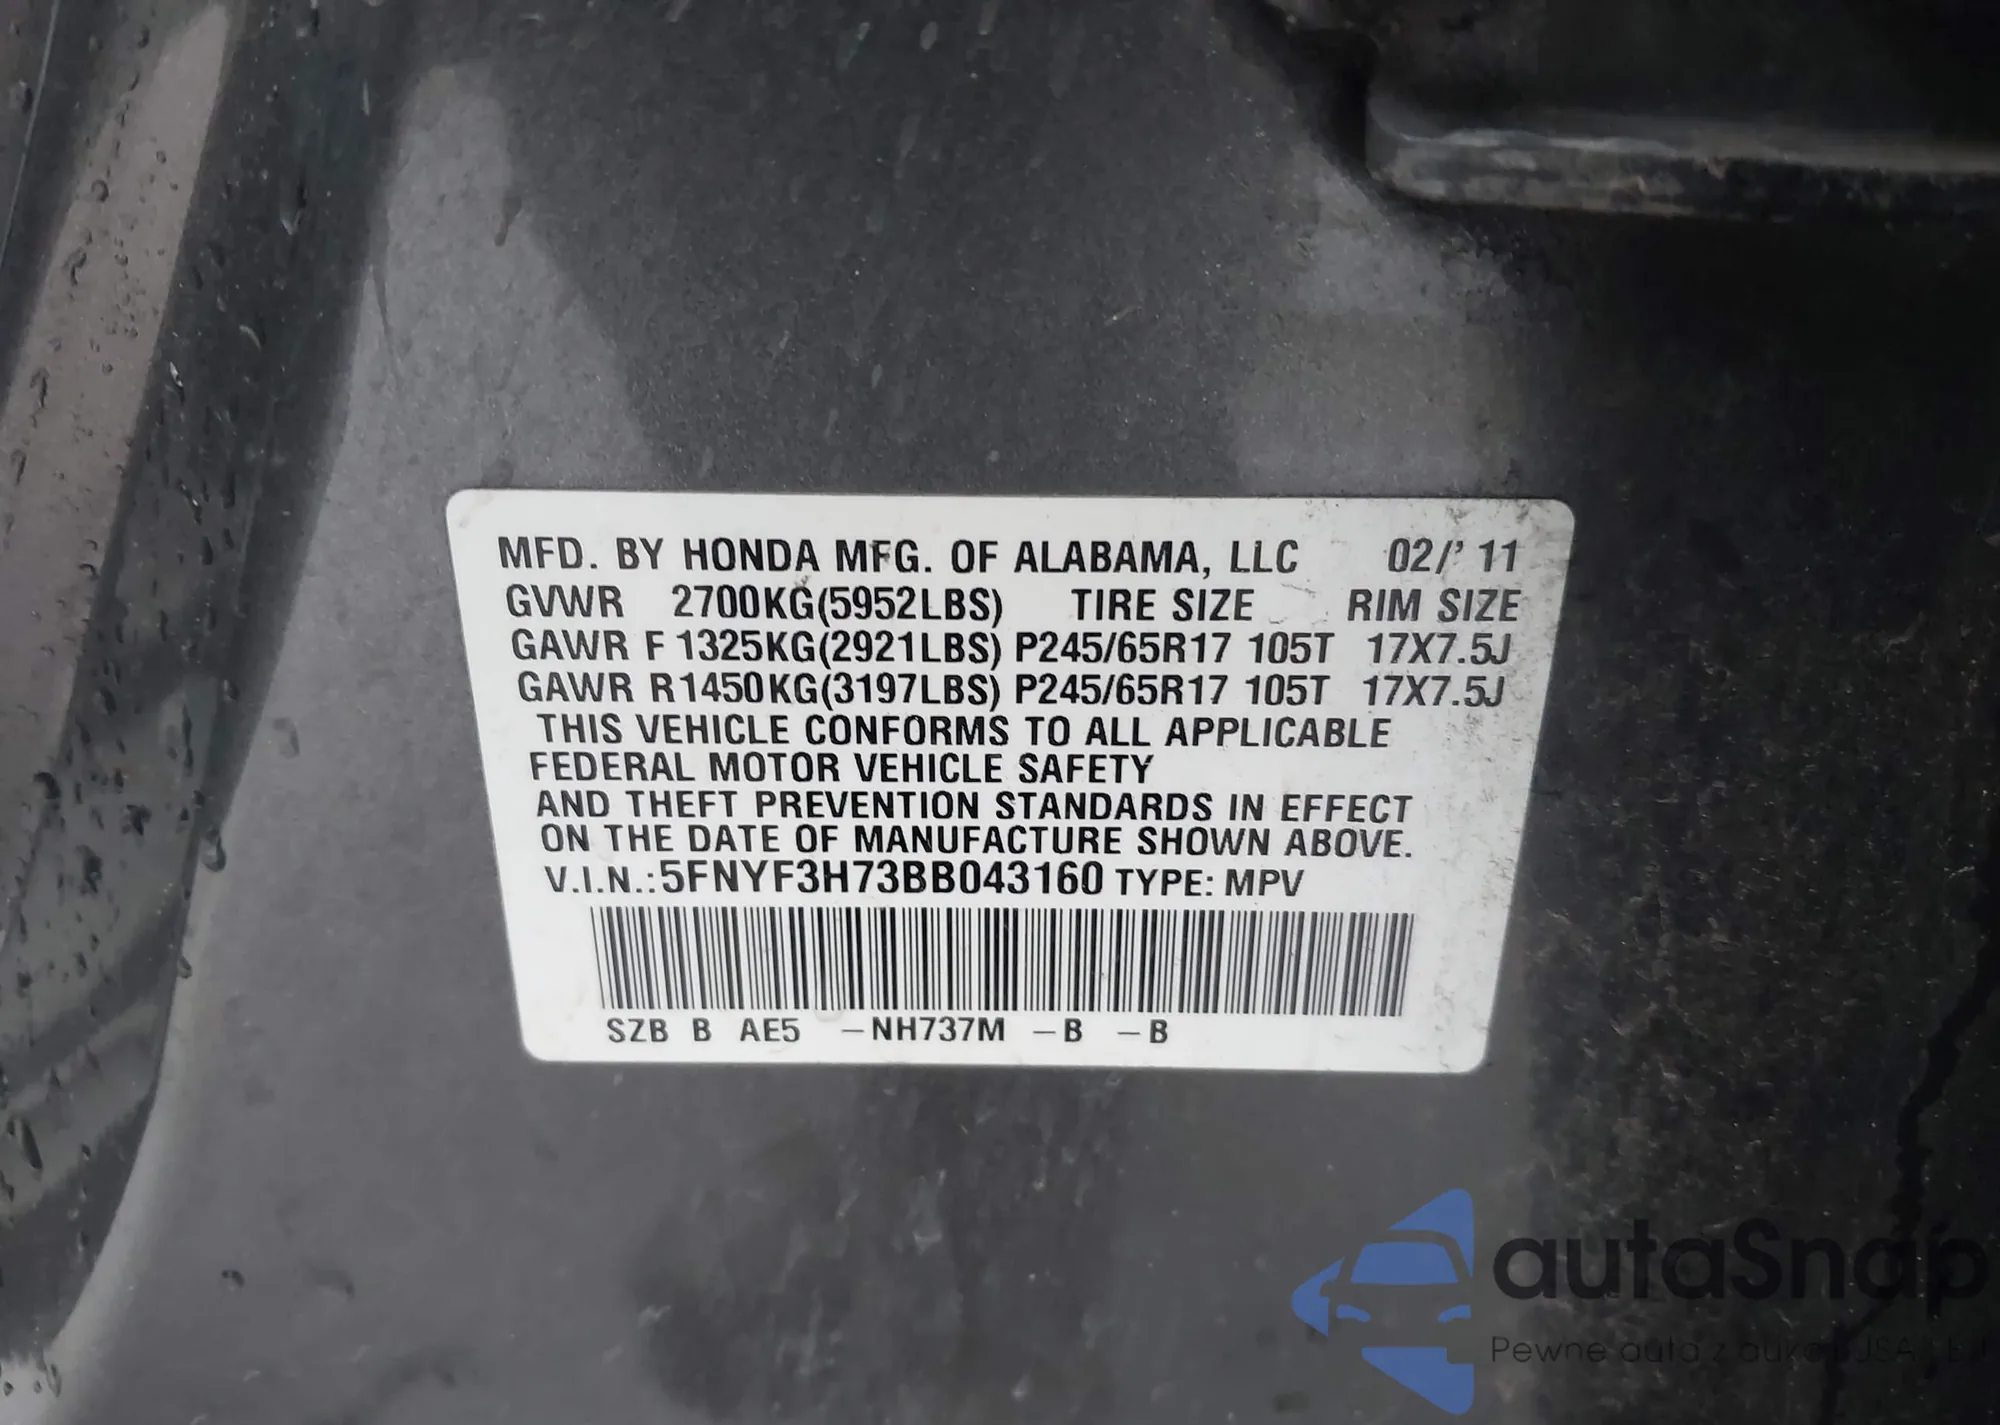 MFD. BY HONDA MFG. OF ALABAMA, LLC 02/' 11
GVWR 2700KG(5952LBS) TIRE SIZE RIM SIZE
GAWR F 1325KG(2921LBS) P245/65R17 105T 17X7.5J
GAWR R1450KG(3197LBS) P245/65R17 105T 17X7.5J
THIS VEHICLE CONFORMS TO ALL APPLICABLE
FEDERAL MOTOR VEHICLE SAFETY
AND THEFT PREVENTION STANDARDS IN EFFECT
ON THE DATE OF MANUFACTURE SHOWN ABOVE.
V.I.N.:5FNYF3H73BB043160 TYPE: MPV
SZB B AE5 –NH737M –B –B
autaSnap
Pewne auta z